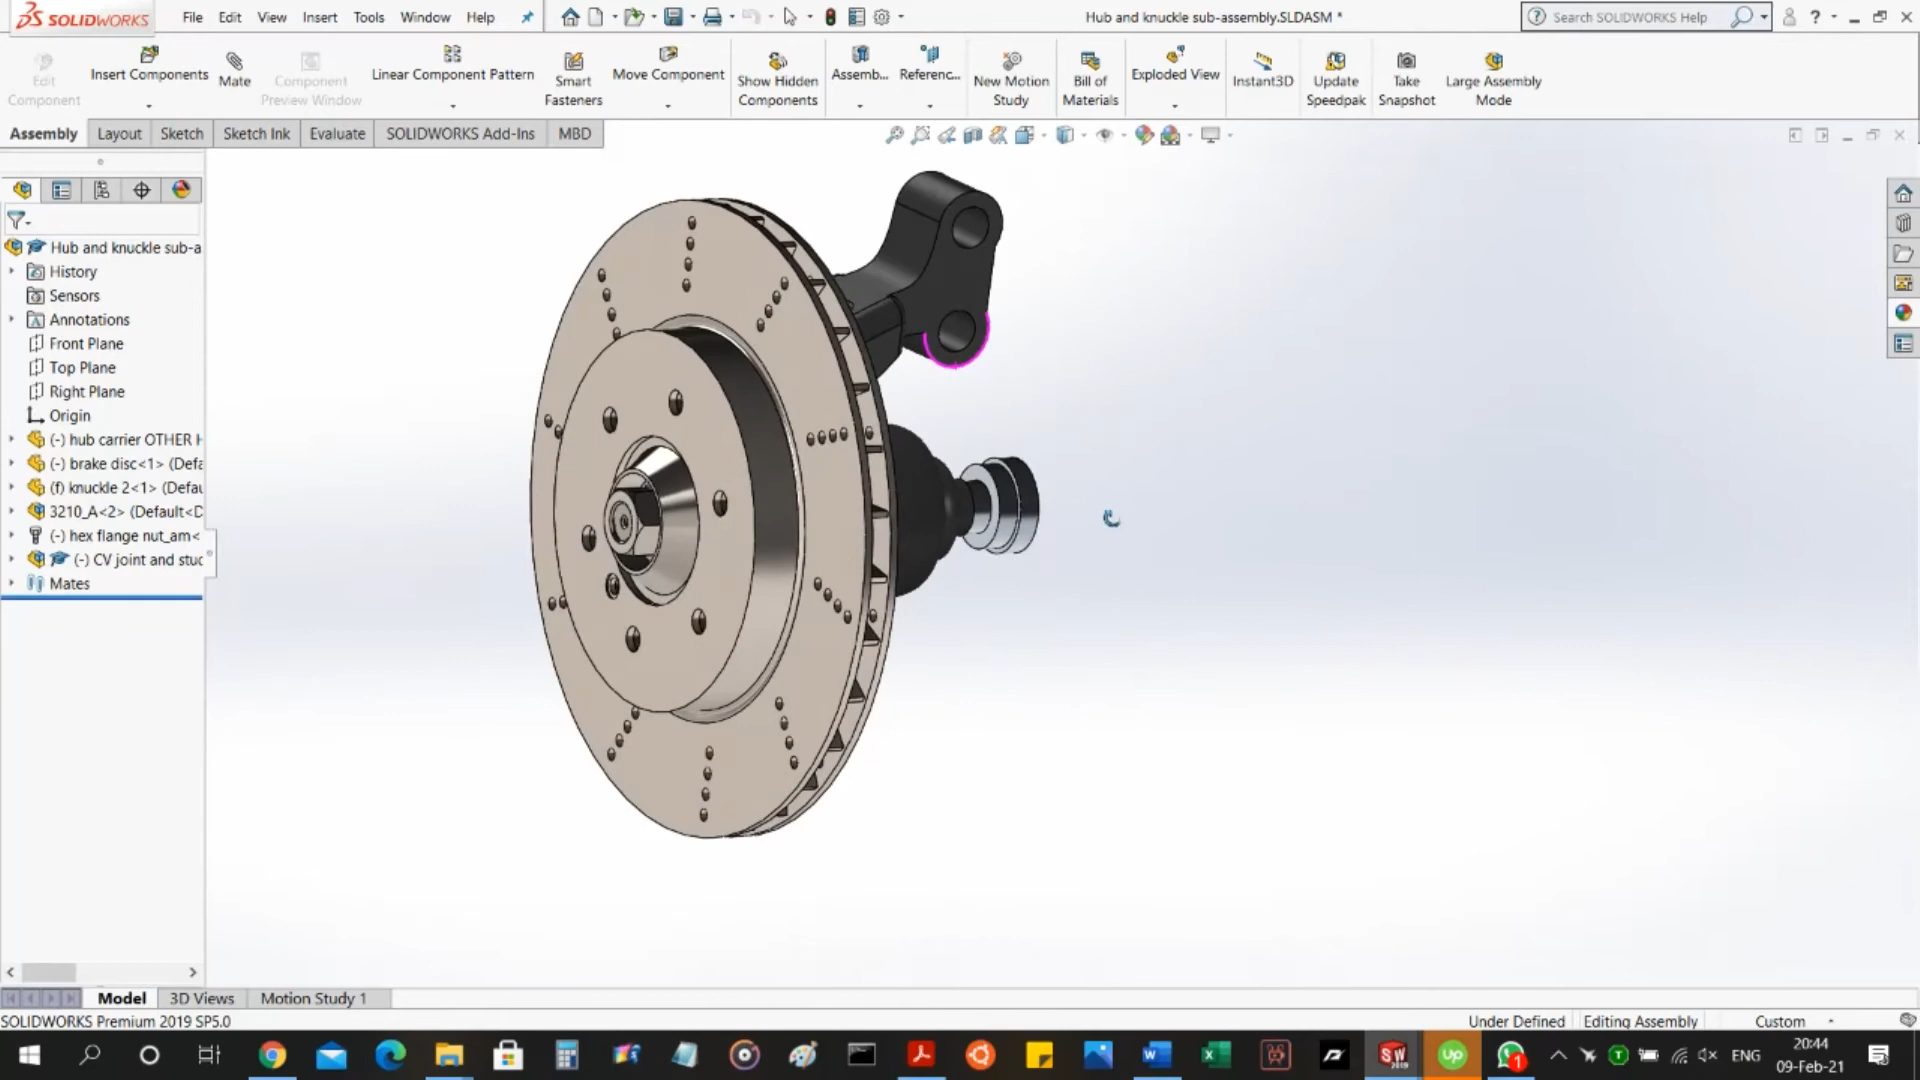 SOLIDWORKS File Edit View Insert Tools Window Help Hub and knuckle sub-assembly.SLDASM * Search SOLIDWORKS Help ?
Edit Component
Insert Components
Mate
Component Preview Window
Linear Component Pattern
Smart Fasteners
Move Component
Show Hidden Components
Assemb...
Referenc...
New Motion Study
Bill of Materials
Exploded View
Instant3D
Update Speedpak
Take Snapshot
Large Assembly Mode
Assembly Layout Sketch Sketch Ink Evaluate SOLIDWORKS Add-Ins MBD
Hub and knuckle sub-a
History
Sensors
Annotations
Front Plane
Top Plane
Right Plane
Origin
(-) hub carrier OTHER H
(-) brake disc<1> (Defa
(f) knuckle 2<1> (Defau
3210_A<2> (Default<D
(-) hex flange nut_am<
(-) CV joint and stud
Mates
Model 3D Views Motion Study 1
SOLIDWORKS Premium 2019 SP5.0 Under Defined Editing Assembly Custom
SW 2019 Up 1 ENG 20:44
09-Feb-21